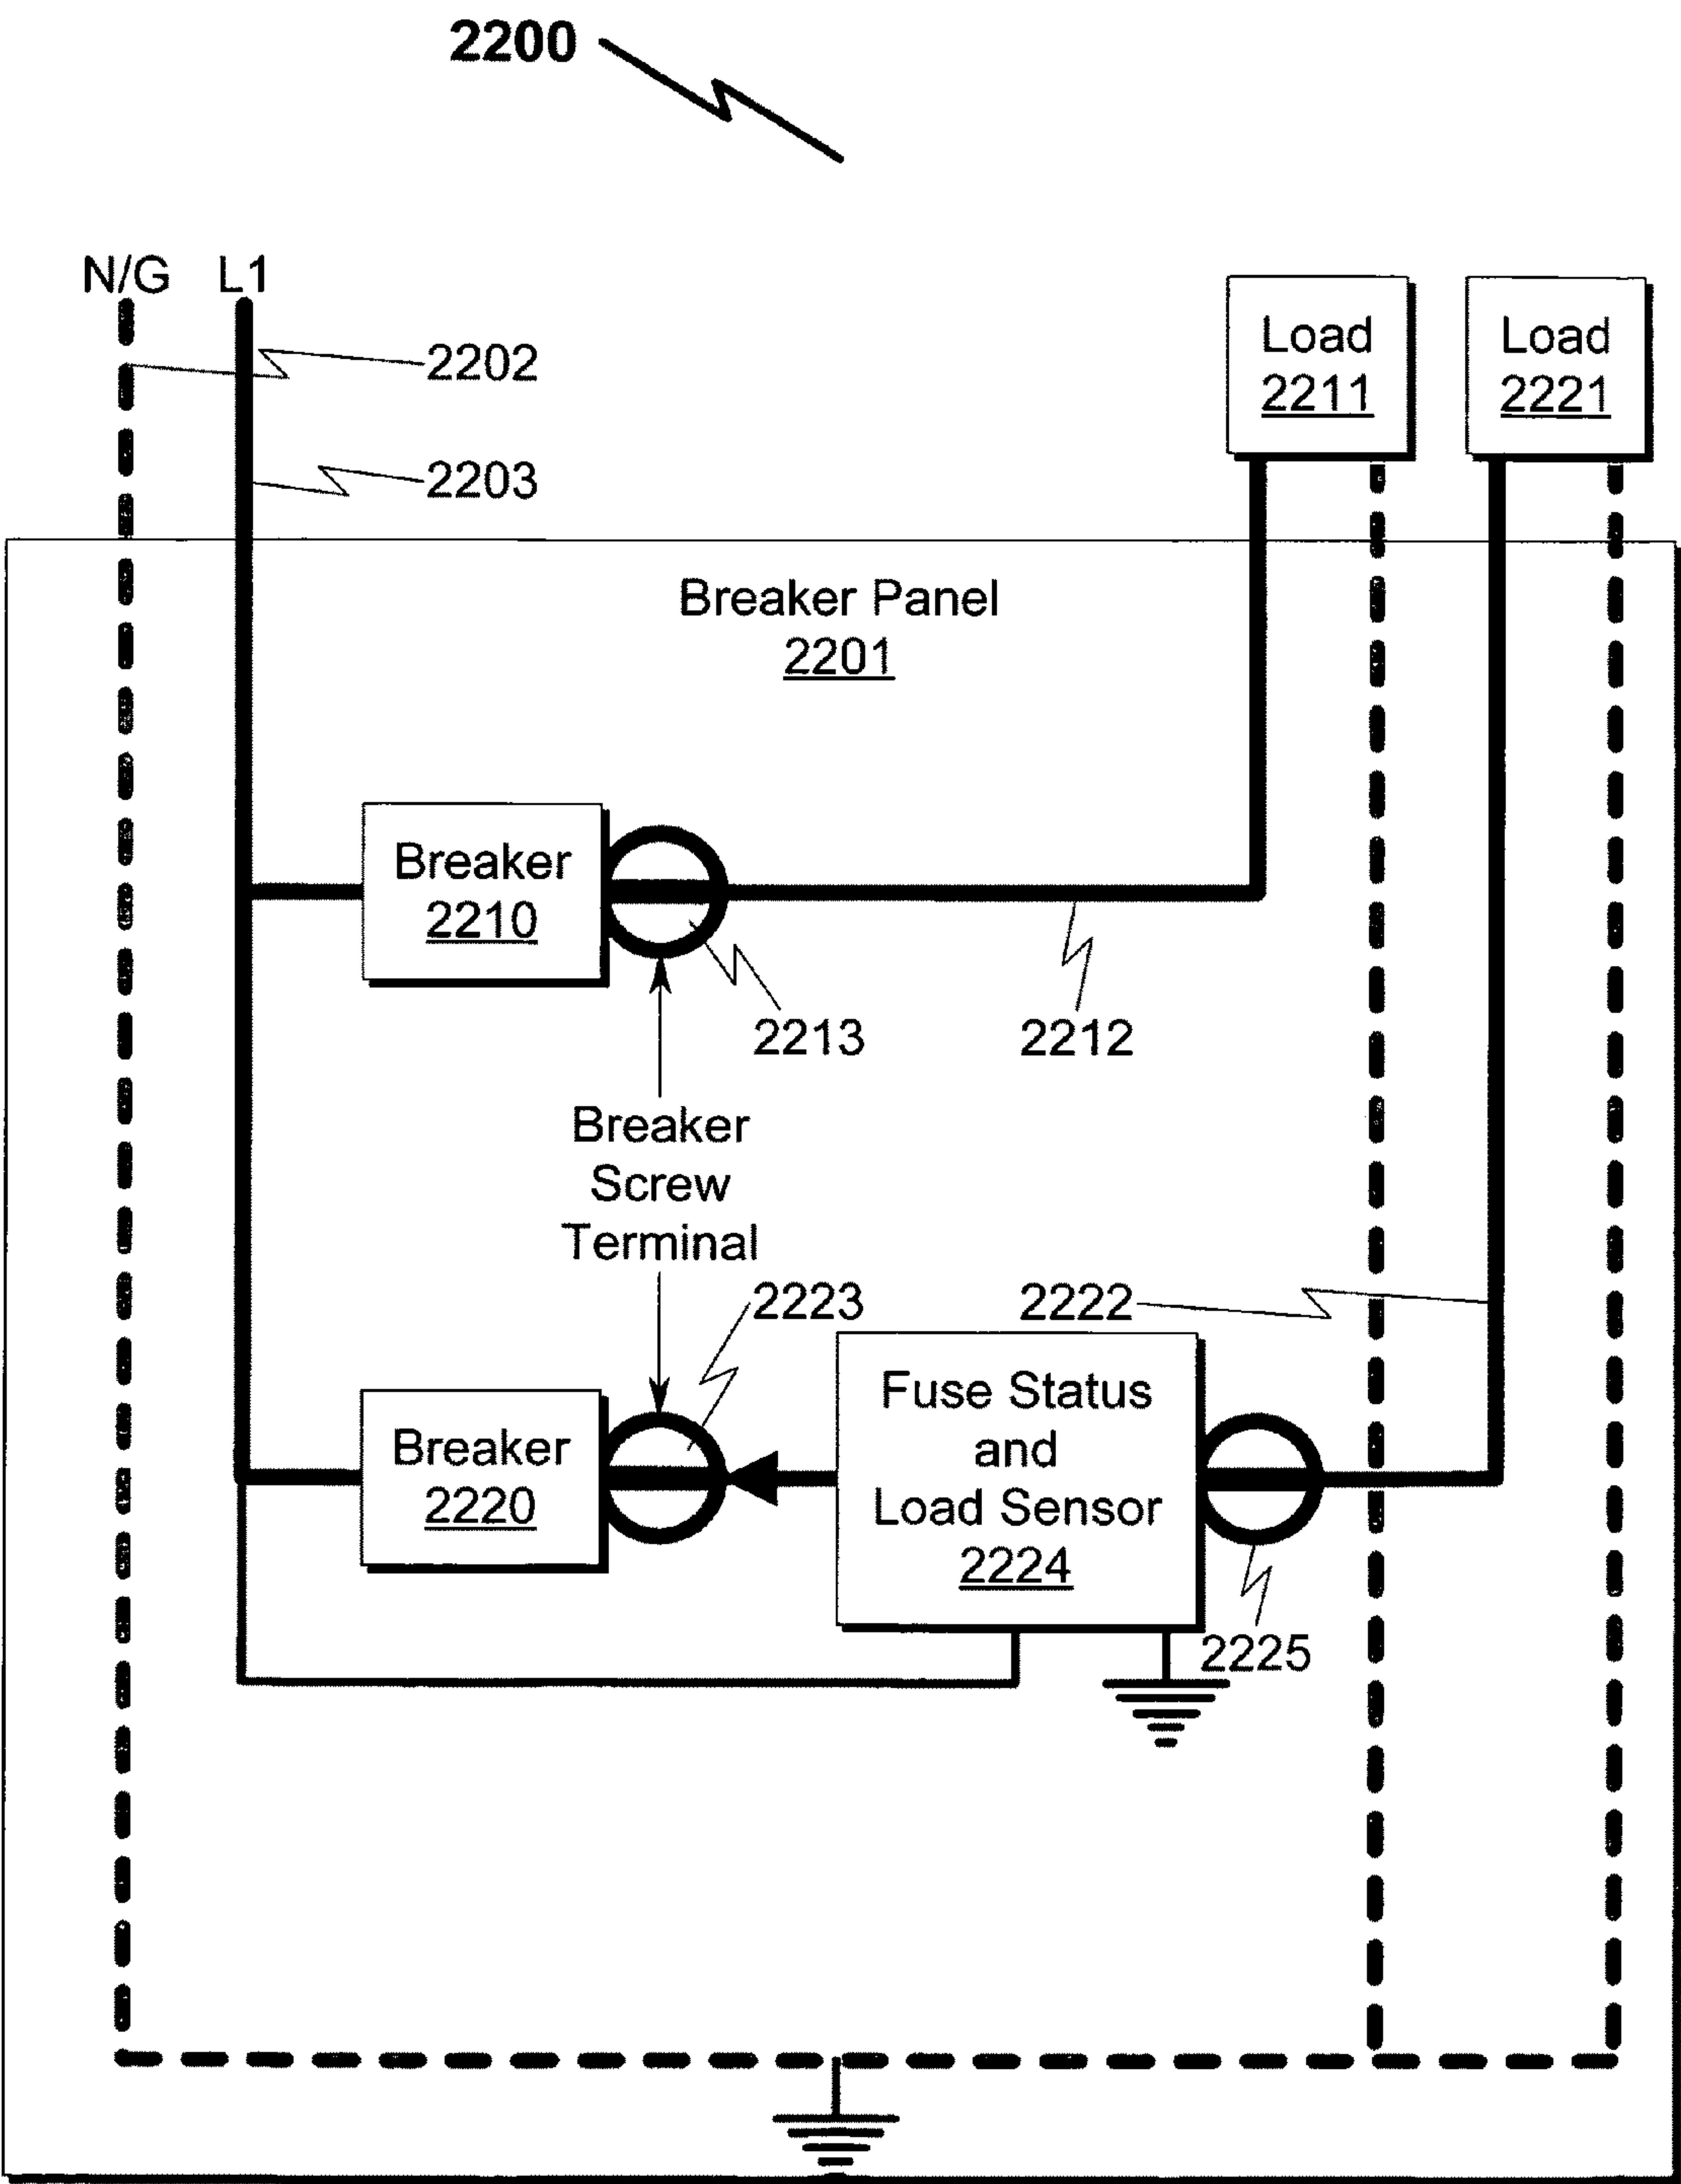 2200
N/G L1
2202
2203
Load
2211
Load
2221
Breaker Panel
2201
Breaker
2210
2213
2212
Breaker
Screw
Terminal
2223
2222
Breaker
2220
Fuse Status
and
Load Sensor
2224
2225